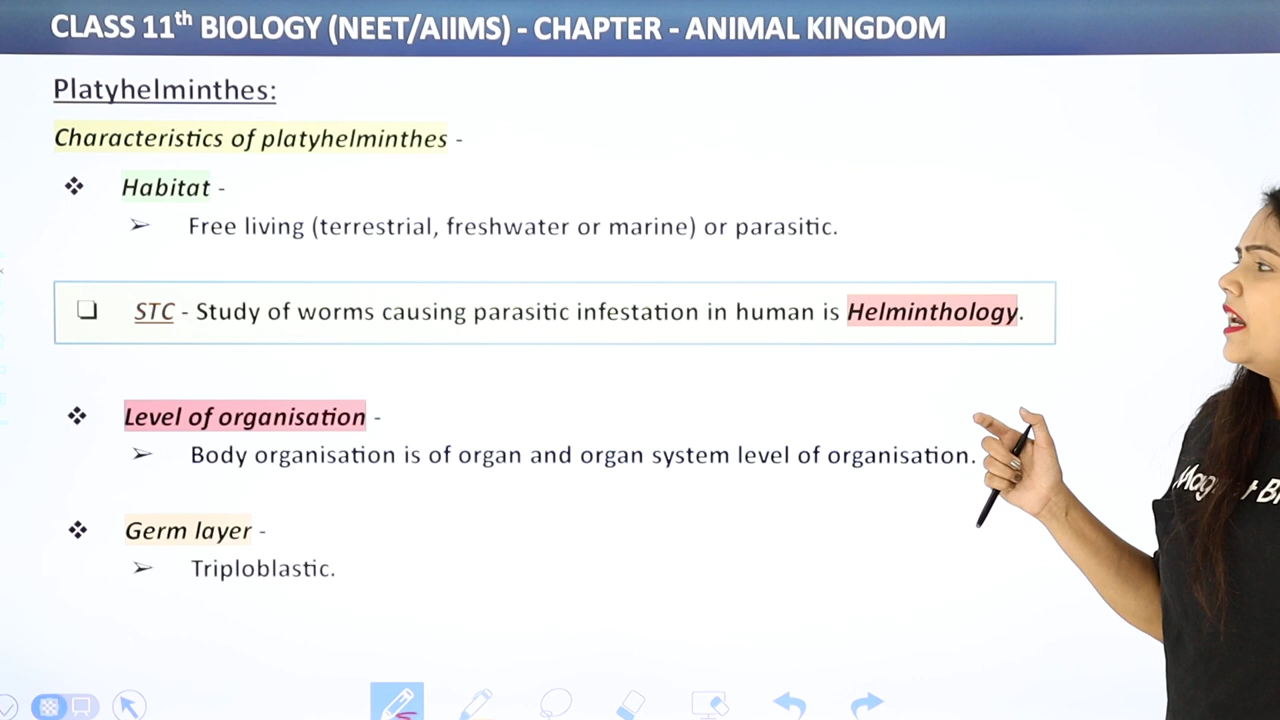 CLASS 11th BIOLOGY (NEET/AIIMS) - CHAPTER - ANIMAL KINGDOM
Platyhelminthes:
Characteristics of platyhelminthes -
❖ Habitat -
➢ Free living (terrestrial, freshwater or marine) or parasitic.
❑ STC - Study of worms causing parasitic infestation in human is Helminthology.
❖ Level of organisation -
➢ Body organisation is of organ and organ system level of organisation.
❖ Germ layer -
➢ Triploblastic.